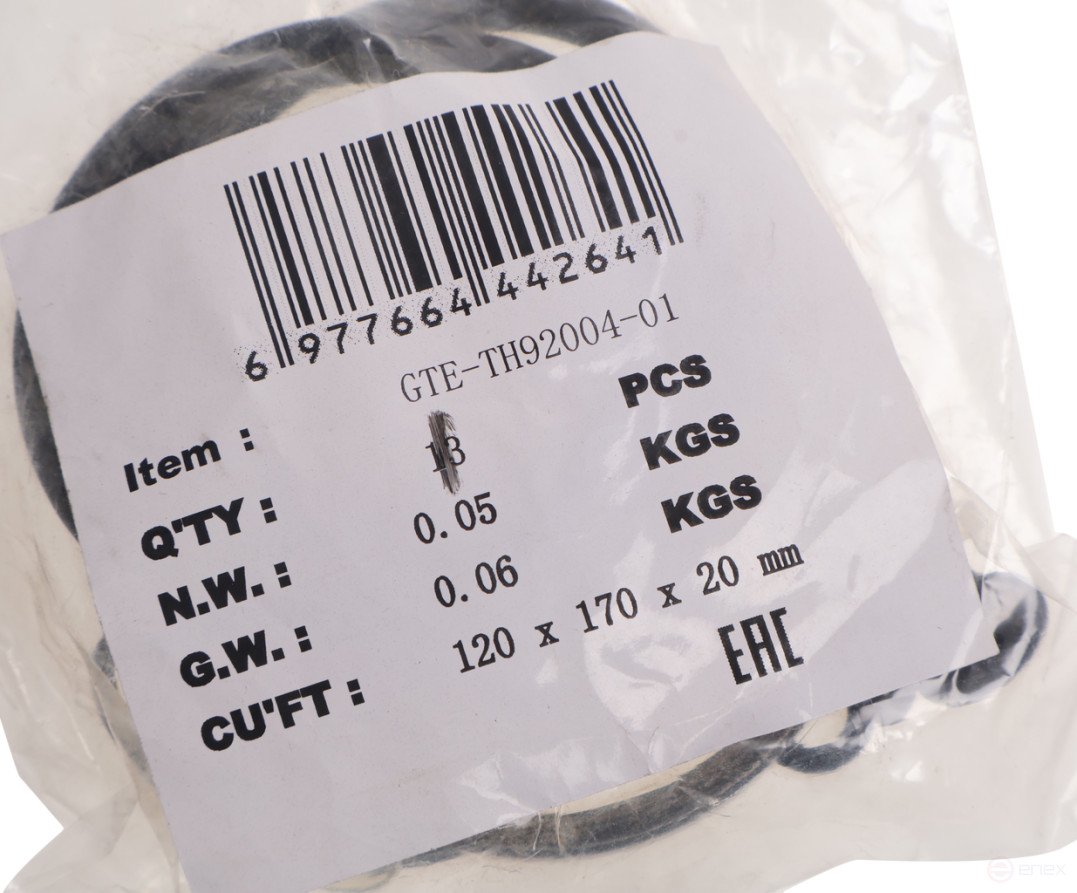 6 977664 442641
Item : GTE-TH92004-01
Q'TY : 13 PCS
N.W. : 0.05 KGS
G.W. : 0.06 KGS
CU'FT : 120 x 170 x 20 mm
EAC
enex